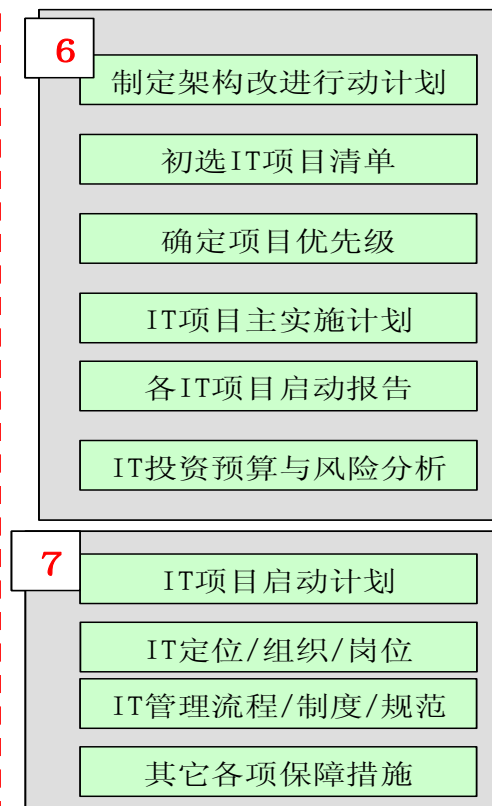 6
制定架构改进行动计划
初选IT项目清单
确定项目优先级
IT项目主实施计划
各IT项目启动报告
IT投资预算与风险分析
7
IT项目启动计划
IT定位/组织/岗位
IT管理流程/制度/规范
其它各项保障措施